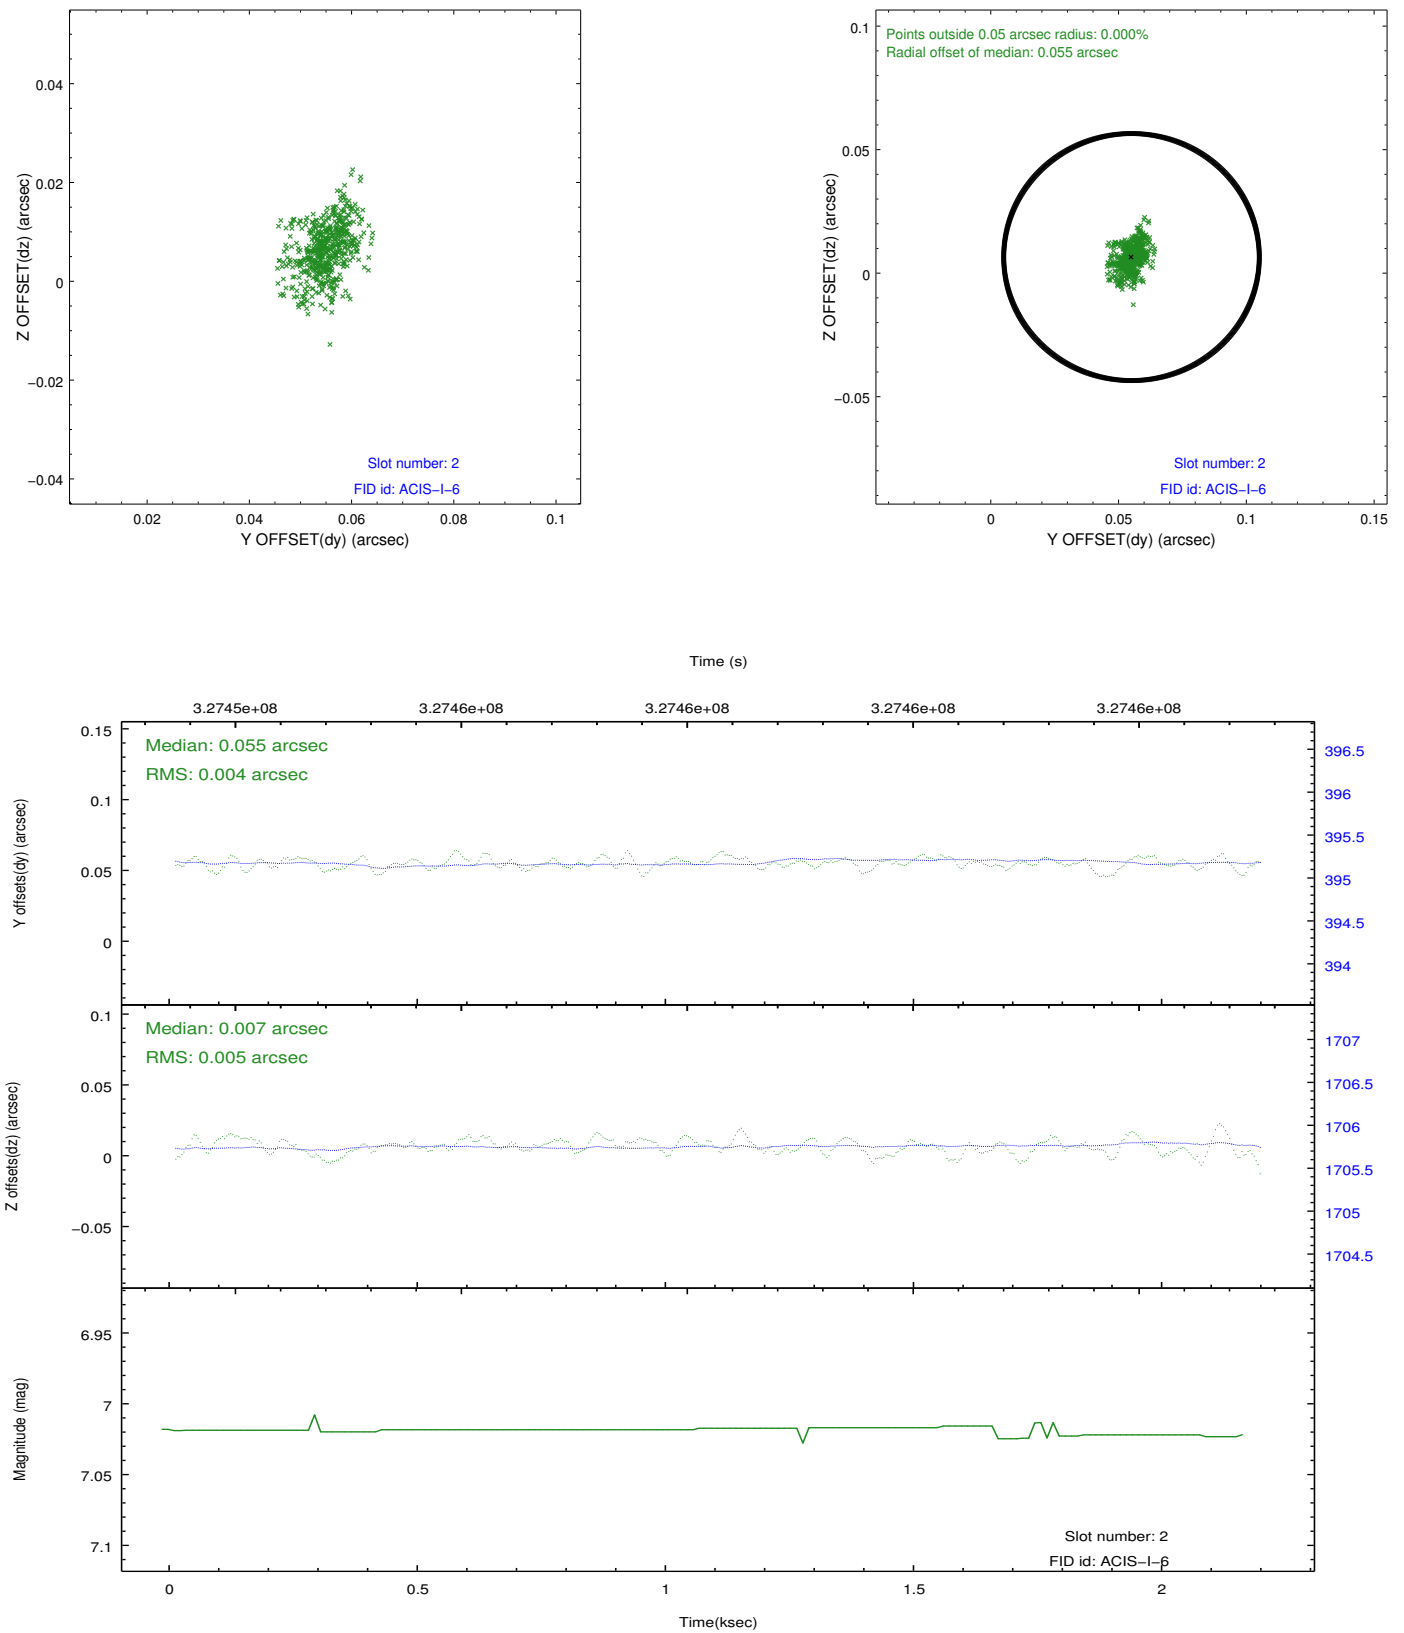 0.04
0.02
0
−0.02
−0.04
Z OFFSET(dz) (arcsec)
0.02
0.04
0.06
0.08
0.1
Y OFFSET(dy) (arcsec)
Slot number: 2
FID id: ACIS−I−6
Points outside 0.05 arcsec radius: 0.000%
Radial offset of median: 0.055 arcsec
0.1
0.05
0
−0.05
Z OFFSET(dz) (arcsec)
Slot number: 2
FID id: ACIS−I−6
0
0.05
0.1
0.15
Y OFFSET(dy) (arcsec)
Time (s)
3.2745e+08
3.2746e+08
3.2746e+08
3.2746e+08
3.2746e+08
Median: 0.055 arcsec
RMS: 0.004 arcsec
0.15
0.1
0.05
0
Y offsets(dy) (arcsec)
396.5
396
395.5
395
394.5
394
Median: 0.007 arcsec
RMS: 0.005 arcsec
0.1
0.05
0
−0.05
Z offsets(dz) (arcsec)
1707
1706.5
1706
1705.5
1705
1704.5
6.95
7
7.05
7.1
Magnitude (mag)
Slot number: 2
FID id: ACIS−I−6
0
0.5
1
1.5
2
Time(ksec)